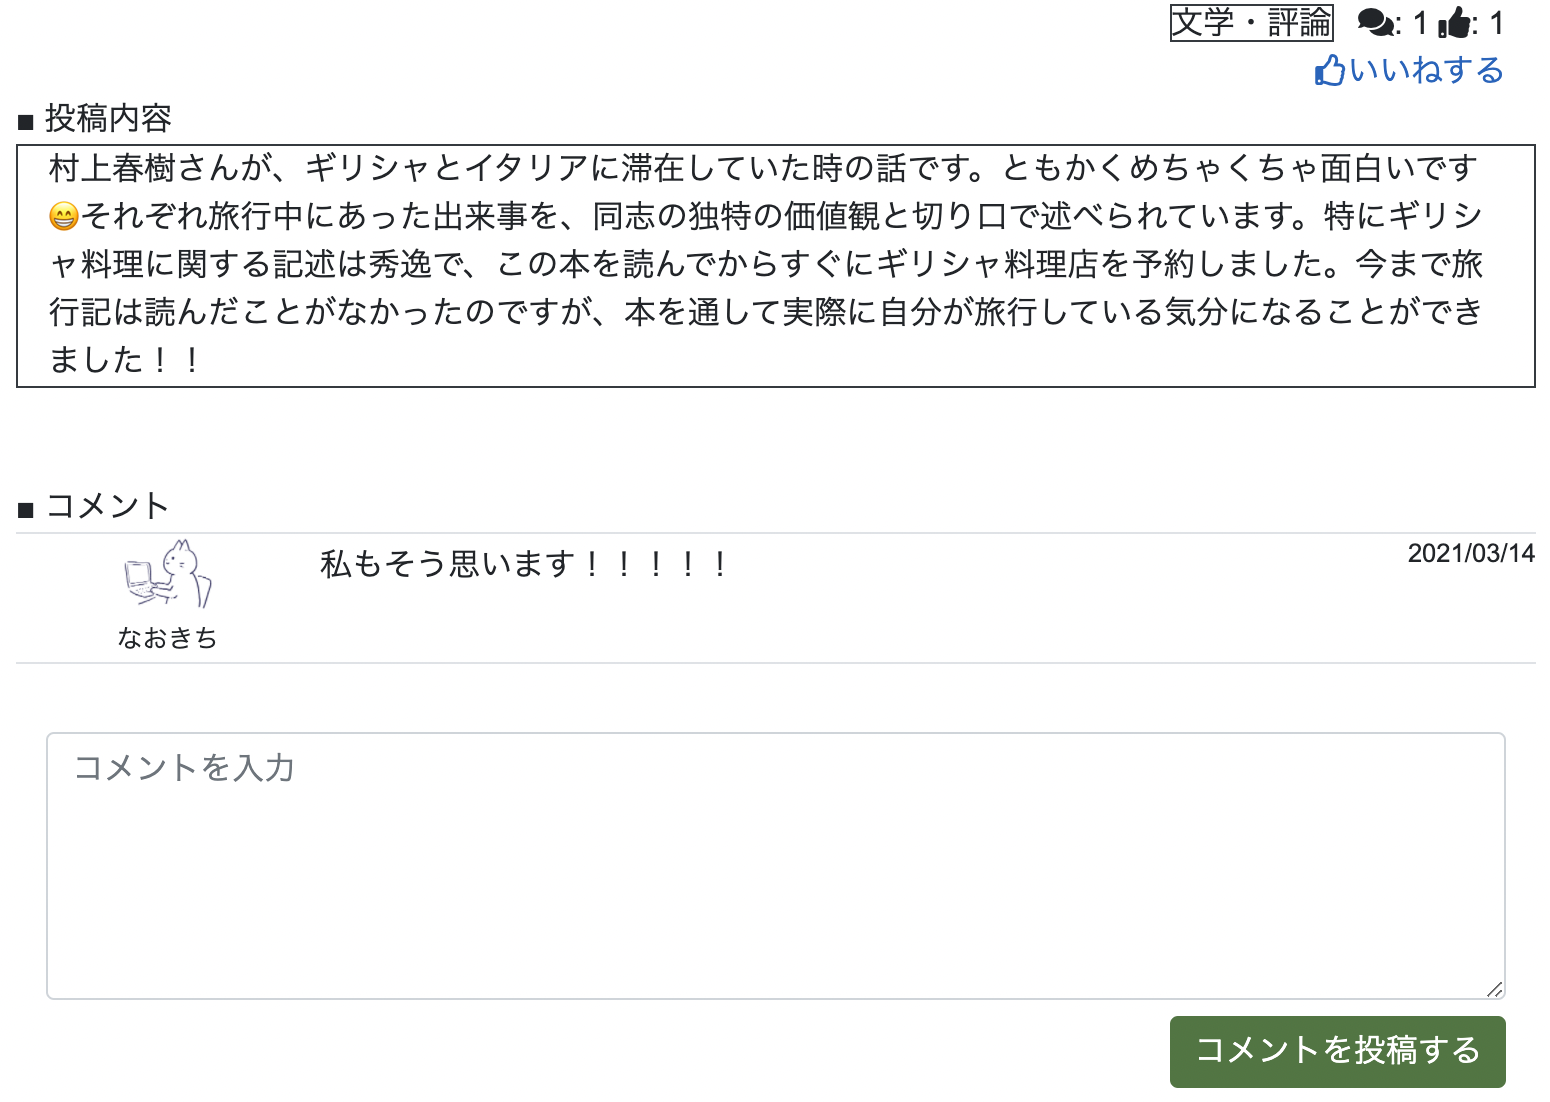 文学・評論 : 1 : 1
いいねする
■ 投稿内容
村上春樹さんが、ギリシャとイタリアに滞在していた時の話です。ともかくめちゃくちゃ面白いです
😁それぞれ旅行中にあった出来事を、同志の独特の価値観と切り口で述べられています。特にギリシ
ャ料理に関する記述は秀逸で、この本を読んでからすぐにギリシャ料理店を予約しました。今まで旅
行記は読んだことがなかったのですが、本を通して実際に自分が旅行している気分になることができ
ました！！
■ コメント
私もそう思います！！！！！ 2021/03/14
なおきち
コメントを入力
コメントを投稿する